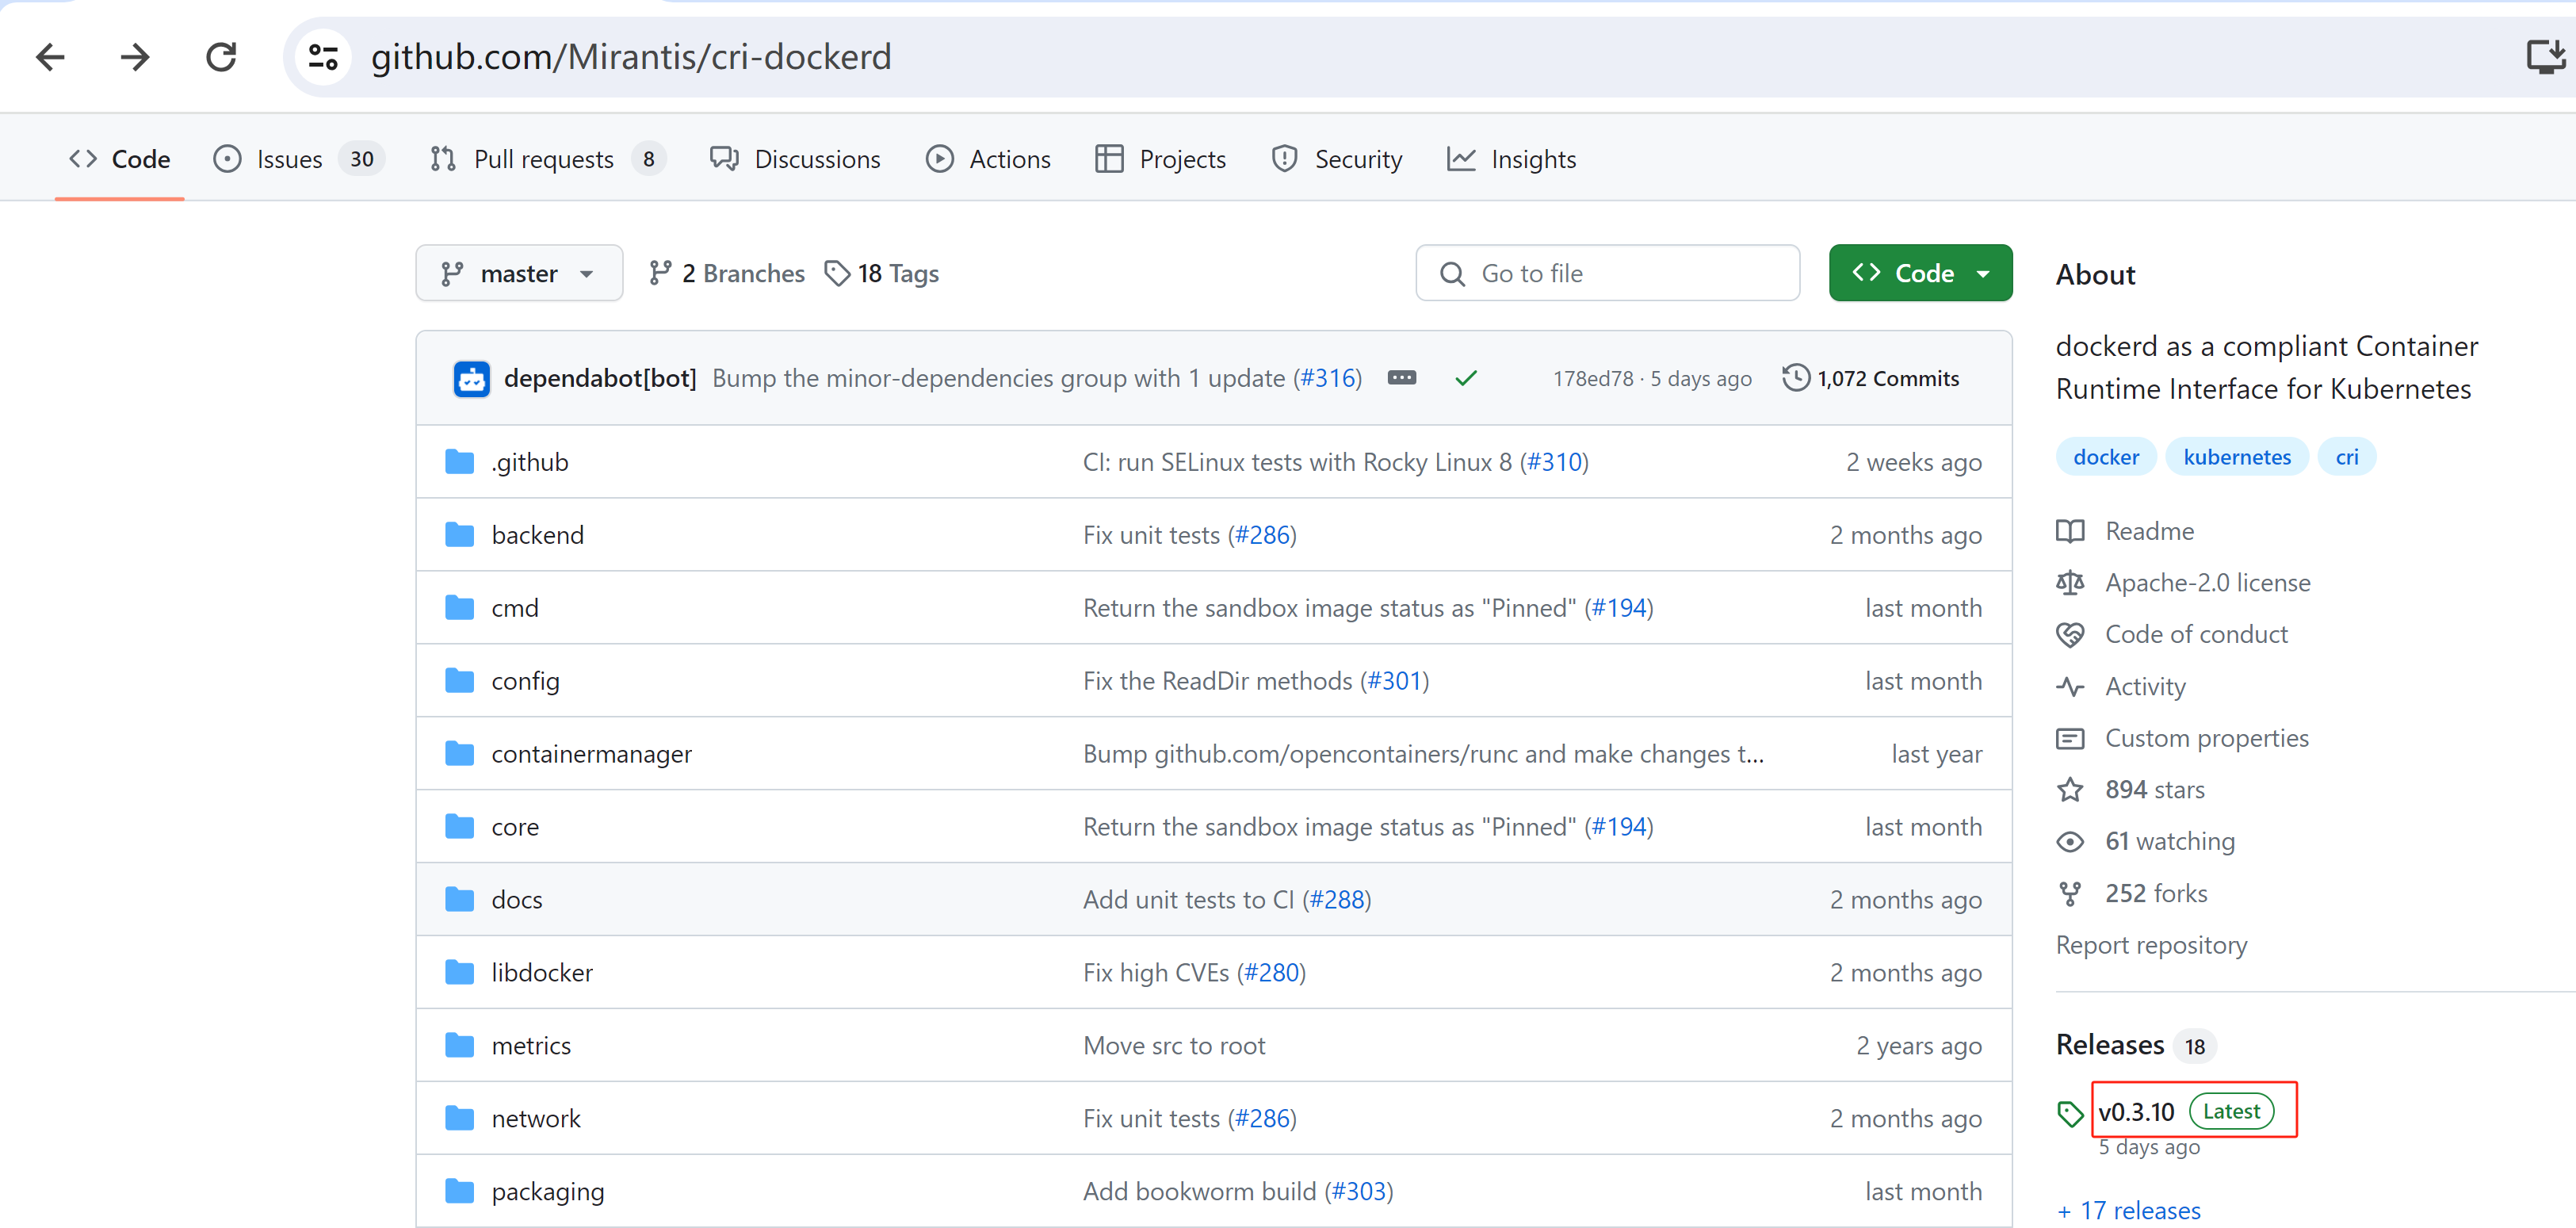 github.com/Mirantis/cri-dockerd
Code Issues 30 Pull requests 8 Discussions Actions Projects Security Insights
master 2 Branches 18 Tags Go to file Code
dependabot[bot] Bump the minor-dependencies group with 1 update (#316) 178ed78 · 5 days ago 1,072 Commits
.github CI: run SELinux tests with Rocky Linux 8 (#310) 2 weeks ago
backend Fix unit tests (#286) 2 months ago
cmd Return the sandbox image status as "Pinned" (#194) last month
config Fix the ReadDir methods (#301) last month
containermanager Bump github.com/opencontainers/runc and make changes t... last year
core Return the sandbox image status as "Pinned" (#194) last month
docs Add unit tests to CI (#288) 2 months ago
libdocker Fix high CVEs (#280) 2 months ago
metrics Move src to root 2 years ago
network Fix unit tests (#286) 2 months ago
packaging Add bookworm build (#303) last month
About
dockerd as a compliant Container
Runtime Interface for Kubernetes
docker kubernetes cri
Readme
Apache-2.0 license
Code of conduct
Activity
Custom properties
894 stars
61 watching
252 forks
Report repository
Releases 18
v0.3.10 Latest
5 days ago
+ 17 releases